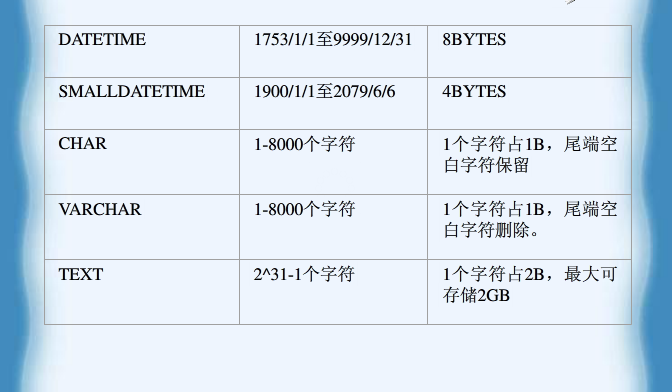 DATETIME 1753/1/1至9999/12/31 8BYTES
SMALLDATETIME 1900/1/1至2079/6/6 4BYTES
CHAR 1-8000个字符 1个字符占1B，尾端空
白字符保留
VARCHAR 1-8000个字符 1个字符占1B，尾端空
白字符删除。
TEXT 2^31-1个字符 1个字符占2B，最大可
存储2GB